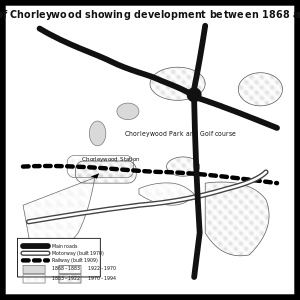 f Chorleywood showing development between 1868 a
Chorleywood Park and Golf course
Chorleywood Station
Main roads
Motorway (built 1970)
Railway (built 1909)
1868 - 1883 1922 - 1970
1883 - 1922 1970 - 1994